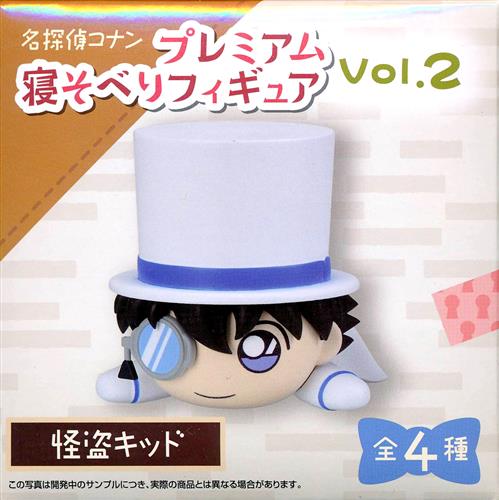 名探偵コナン
プレミアム
寝そべりフィギュア
Vol.2
怪盗キッド
全4種
この写真は開発中のサンプルにつき、実際の商品とは異なる場合があります。